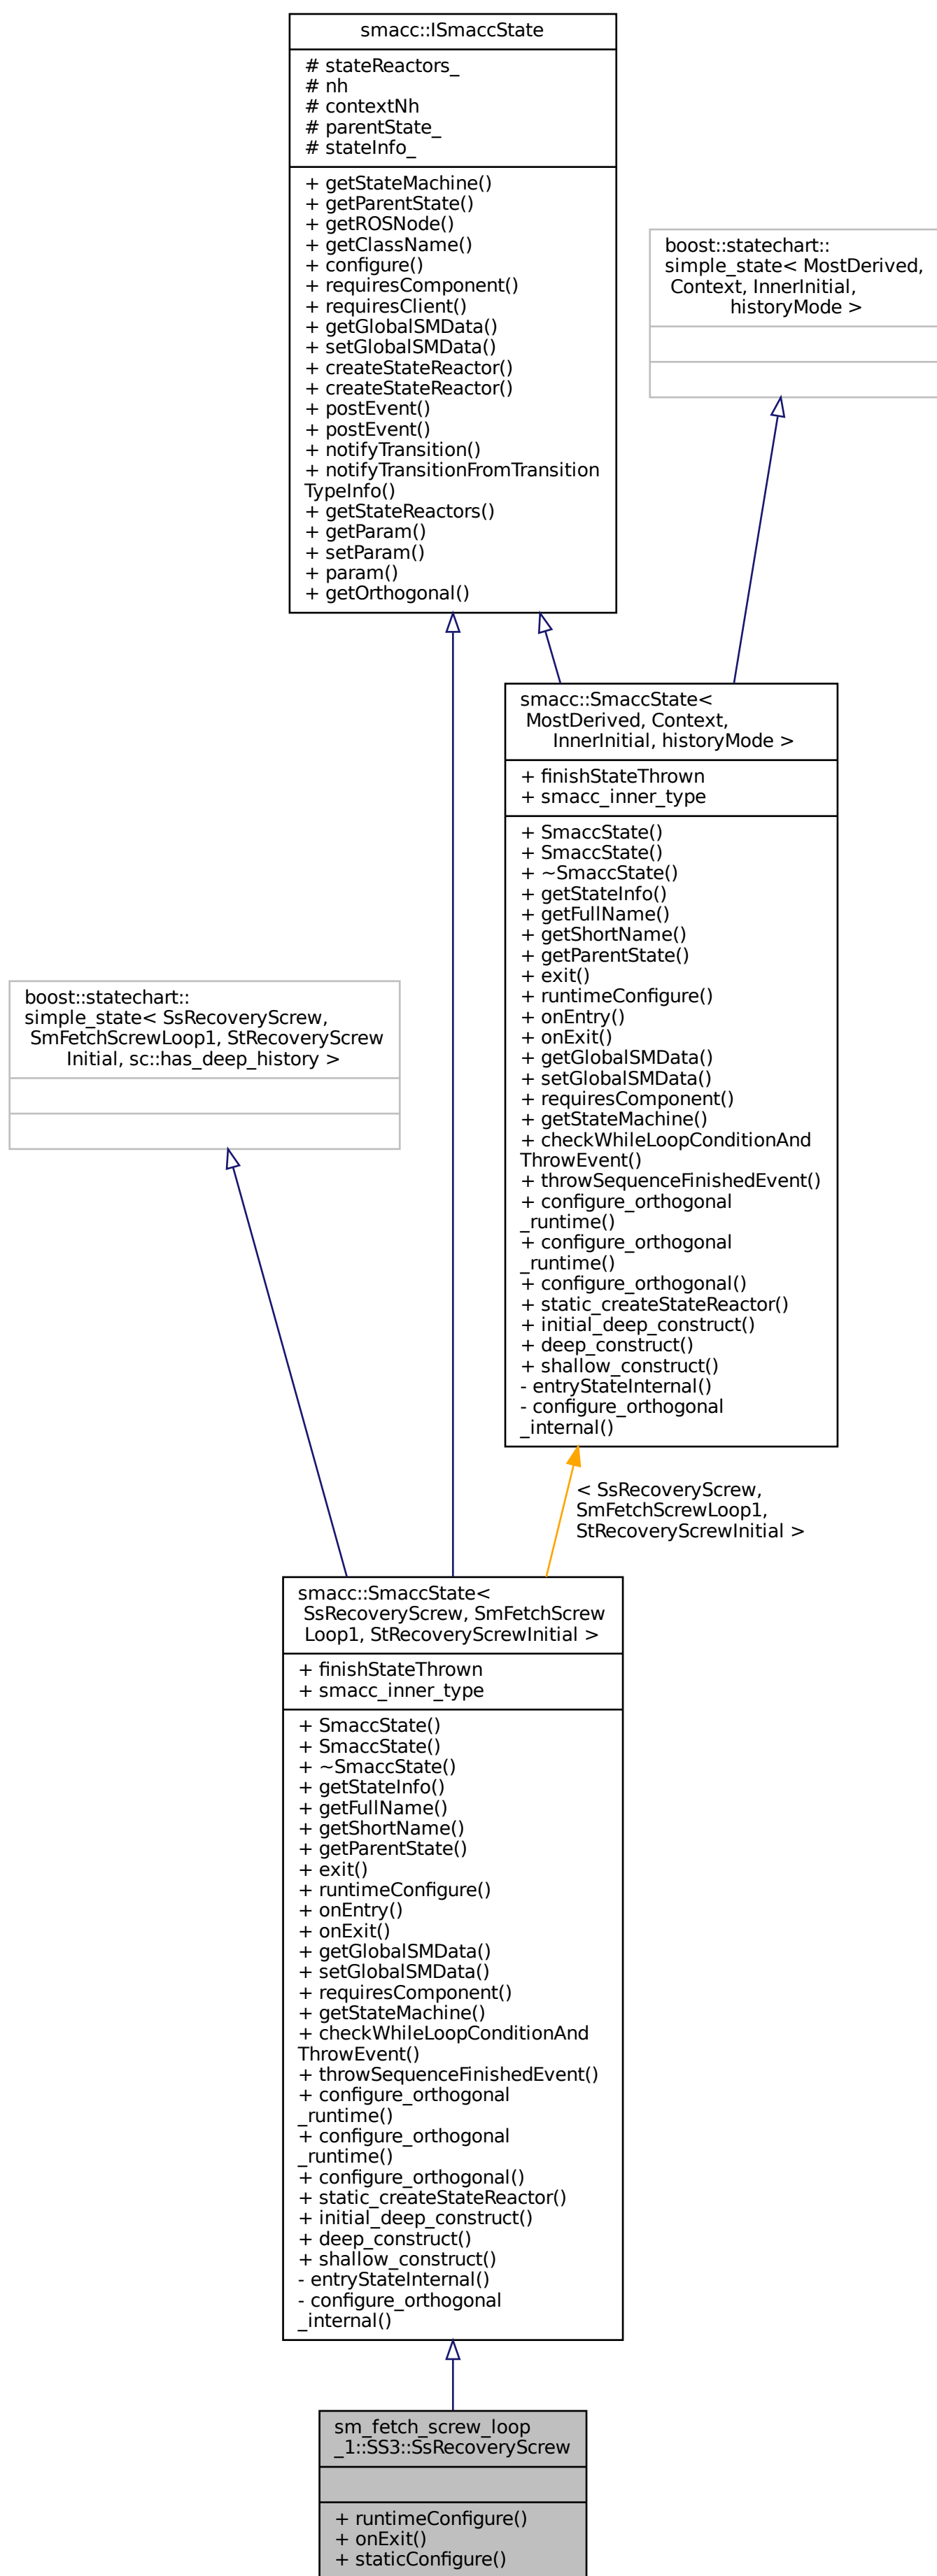 smacc::ISmaccState
# stateReactors_
# nh
# contextNh
# parentState_
# stateInfo_
+ getStateMachine()
+ getParentState()
+ getROSNode()
+ getClassName()
+ configure()
+ requiresComponent()
+ requiresClient()
+ getGlobalSMData()
+ setGlobalSMData()
+ createStateReactor()
+ createStateReactor()
+ postEvent()
+ postEvent()
+ notifyTransition()
+ notifyTransitionFromTransition
TypeInfo()
+ getStateReactors()
+ getParam()
+ setParam()
+ param()
+ getOrthogonal()
boost::statechart::
simple_state< MostDerived,
Context, InnerInitial,
historyMode >
smacc::SmaccState<
MostDerived, Context,
InnerInitial, historyMode >
+ finishStateThrown
+ smacc_inner_type
+ SmaccState()
+ SmaccState()
+ ~SmaccState()
+ getStateInfo()
+ getFullName()
+ getShortName()
+ getParentState()
+ exit()
+ runtimeConfigure()
+ onEntry()
+ onExit()
+ getGlobalSMData()
+ setGlobalSMData()
+ requiresComponent()
+ getStateMachine()
+ checkWhileLoopConditionAnd
ThrowEvent()
+ throwSequenceFinishedEvent()
+ configure_orthogonal
_runtime()
+ configure_orthogonal
_runtime()
+ configure_orthogonal()
+ static_createStateReactor()
+ initial_deep_construct()
+ deep_construct()
+ shallow_construct()
- entryStateInternal()
- configure_orthogonal
_internal()
boost::statechart::
simple_state< SsRecoveryScrew,
SmFetchScrewLoop1, StRecoveryScrew
Initial, sc::has_deep_history >
< SsRecoveryScrew,
SmFetchScrewLoop1,
StRecoveryScrewInitial >
smacc::SmaccState<
SsRecoveryScrew, SmFetchScrew
Loop1, StRecoveryScrewInitial >
+ finishStateThrown
+ smacc_inner_type
+ SmaccState()
+ SmaccState()
+ ~SmaccState()
+ getStateInfo()
+ getFullName()
+ getShortName()
+ getParentState()
+ exit()
+ runtimeConfigure()
+ onEntry()
+ onExit()
+ getGlobalSMData()
+ setGlobalSMData()
+ requiresComponent()
+ getStateMachine()
+ checkWhileLoopConditionAnd
ThrowEvent()
+ throwSequenceFinishedEvent()
+ configure_orthogonal
_runtime()
+ configure_orthogonal
_runtime()
+ configure_orthogonal()
+ static_createStateReactor()
+ initial_deep_construct()
+ deep_construct()
+ shallow_construct()
- entryStateInternal()
- configure_orthogonal
_internal()
sm_fetch_screw_loop
_1::SS3::SsRecoveryScrew
+ runtimeConfigure()
+ onExit()
+ staticConfigure()